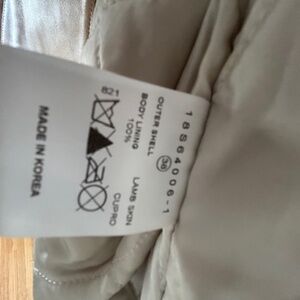 18S64006-1
36
OUTER SHELL LAMB SKIN
BODY LINING CUPRO
100%
821
MADE IN KOREA